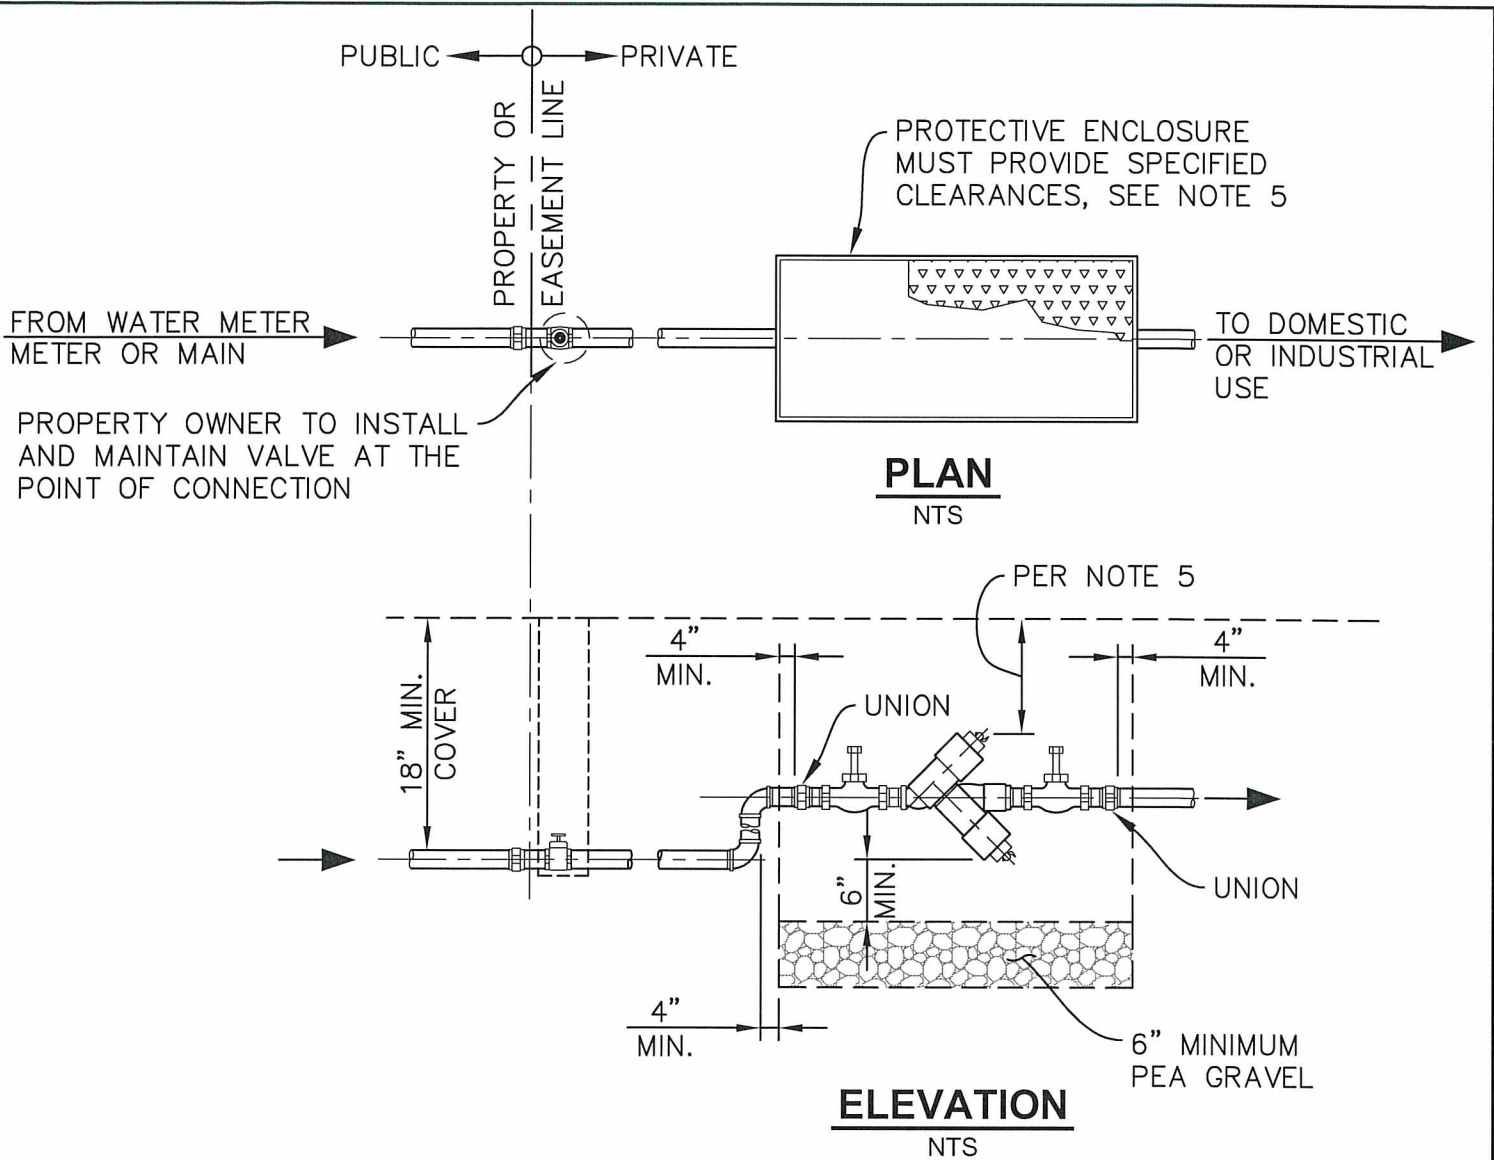 PUBLIC
PRIVATE
PROPERTY OR
EASEMENT LINE
PROTECTIVE ENCLOSURE
MUST PROVIDE SPECIFIED
CLEARANCES, SEE NOTE 5
FROM WATER METER
METER OR MAIN
TO DOMESTIC
OR INDUSTRIAL
USE
PROPERTY OWNER TO INSTALL
AND MAINTAIN VALVE AT THE
POINT OF CONNECTION
PLAN
NTS
PER NOTE 5
4"
MIN.
4"
MIN.
18" MIN.
COVER
UNION
6"
MIN.
UNION
4"
MIN.
6" MINIMUM
PEA GRAVEL
ELEVATION
NTS